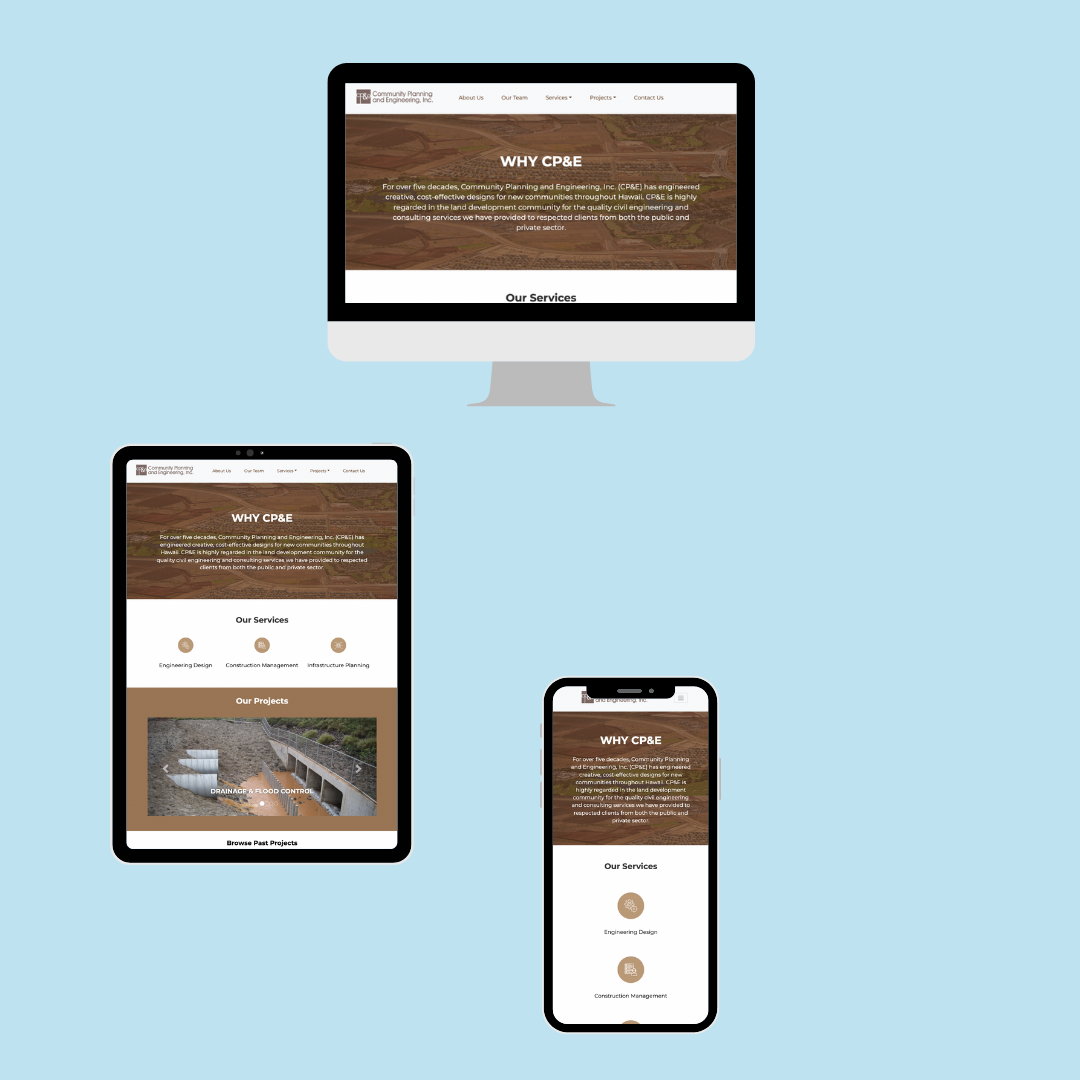 CP&E Community Planning
and Engineering, Inc.
About Us Our Team Services Projects Contact Us
WHY CP&E
For over five decades, Community Planning and Engineering, Inc. (CP&E) has engineered
creative, cost-effective designs for new communities throughout Hawaii. CP&E is highly
regarded in the land development community for the quality civil engineering and
consulting services we have provided to respected clients from both the public and
private sector.
Our Services
CP&E Community Planning
and Engineering, Inc.
About Us Our Team Services Projects Contact Us
WHY CP&E
For over five decades, Community Planning and Engineering, Inc. (CP&E) has
engineered creative, cost-effective designs for new communities throughout
Hawaii. CP&E is highly regarded in the land development community for the
quality civil engineering and consulting services we have provided to respected
clients from both the public and private sector.
Our Services
Engineering Design Construction Management Infrastructure Planning
Our Projects
DRAINAGE & FLOOD CONTROL
Browse Past Projects
and Engineering, Inc.
WHY CP&E
For over five decades, Community Planning
and Engineering, Inc. (CP&E) has engineered
creative, cost-effective designs for new
communities throughout Hawaii. CP&E is
highly regarded in the land development
community for the quality civil engineering
and consulting services we have provided to
respected clients from both the public and
private sector.
Our Services
Engineering Design
Construction Management